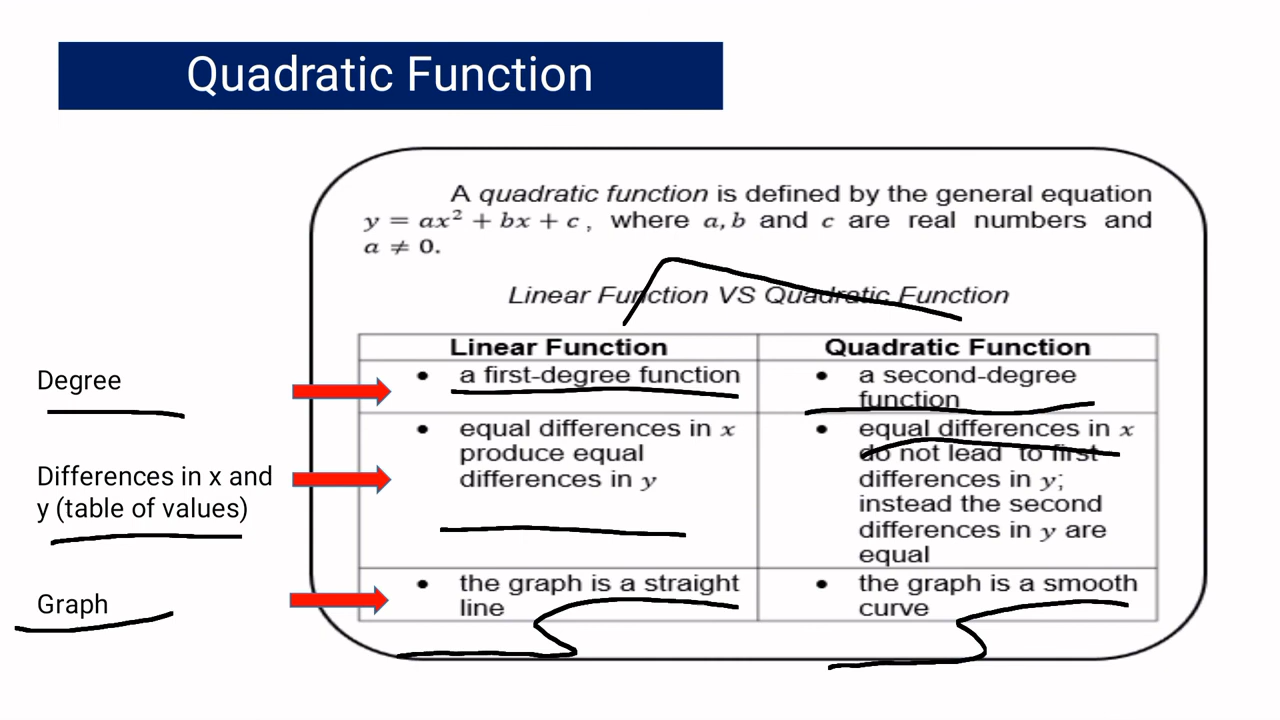 Quadratic Function
A quadratic function is defined by the general equation
y = ax² + bx + c , where a, b and c are real numbers and
a ≠ 0.
Linear Function VS Quadratic Function
Linear Function
Quadratic Function
Degree
• a first-degree function
• a second-degree
function
Differences in x and
y (table of values)
• equal differences in x
produce equal
differences in y
• equal differences in x
do not lead to first
differences in y;
instead the second
differences in y are
equal
Graph
• the graph is a straight
line
• the graph is a smooth
curve